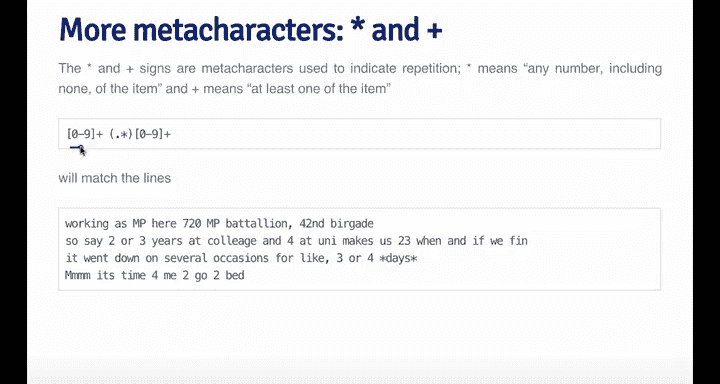 More metacharacters: * and +
The * and + signs are metacharacters used to indicate repetition; * means “any number, including
none, of the item” and + means “at least one of the item”
[0-9]+ (.*)[0-9]+
will match the lines
working as MP here 720 MP battallion, 42nd birgade
so say 2 or 3 years at colleage and 4 at uni makes us 23 when and if we fin
it went down on several occasions for like, 3 or 4 *days*
Mmmm its time 4 me 2 go 2 bed